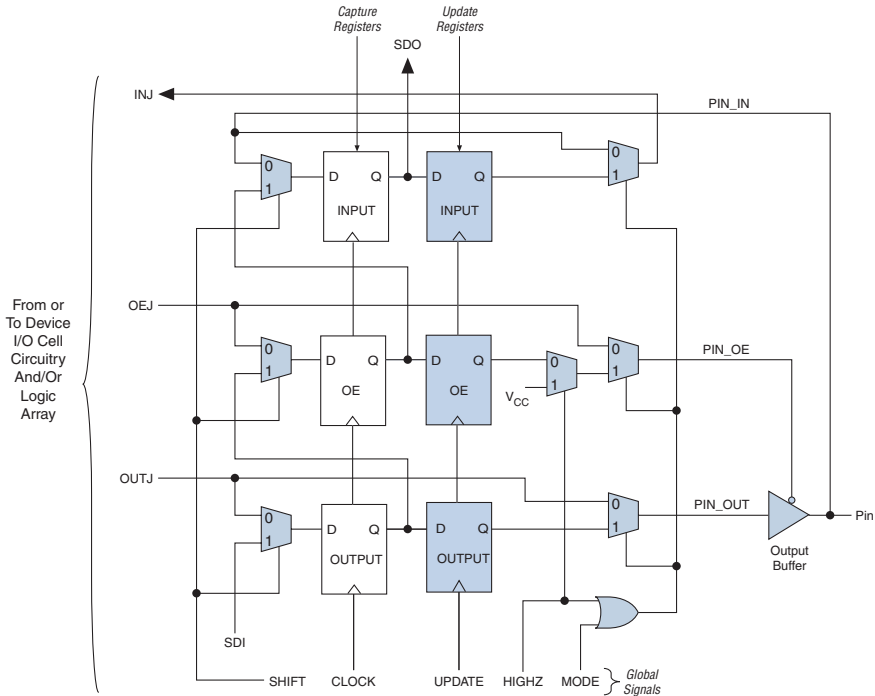 Capture
Registers
Update
Registers
SDO
INJ
PIN_IN
0
1
D Q
INPUT
D Q
INPUT
0
1
From or
To Device
I/O Cell
Circuitry
And/Or
Logic
Array
OEJ
0
1
D Q
OE
D Q
OE
0
1
VCC
0
1
PIN_OE
OUTJ
0
1
D Q
OUTPUT
D Q
OUTPUT
0
1
PIN_OUT
Pin
Output
Buffer
SDI
SHIFT
CLOCK
UPDATE
HIGHZ
MODE
Global
Signals